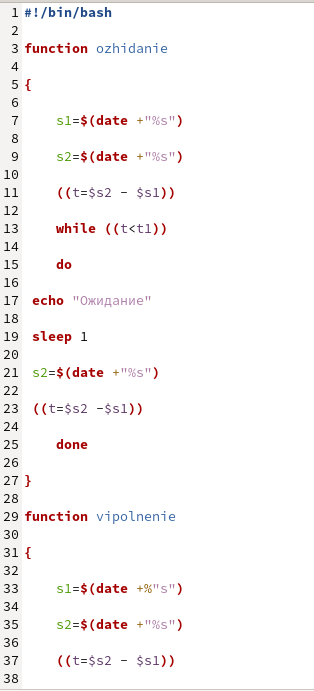 1 #!/bin/bash
2
3 function ozhidanie
4
5 {
6
7     s1=$(date +"%s")
8
9     s2=$(date +"%s")
10
11     ((t=$s2 - $s1))
12
13     while ((t<t1))
14
15     do
16
17  echo "Ожидание"
18
19  sleep 1
20
21  s2=$(date +"%s")
22
23  ((t=$s2 -$s1))
24
25     done
26
27 }
28
29 function vipolnenie
30
31 {
32
33     s1=$(date +%"s")
34
35     s2=$(date +"%s")
36
37     ((t=$s2 - $s1))
38